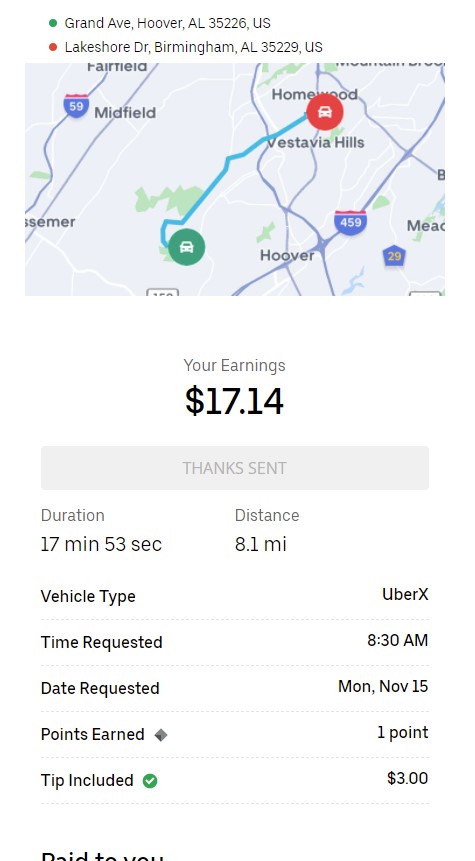 Grand Ave, Hoover, AL 35226, US
Lakeshore Dr, Birmingham, AL 35229, US
Fairfield
Mountain Broo
59
Midfield
Homewood
Vestavia Hills
B
ssemer
459
Mead
Hoover
29
150
Your Earnings
$17.14
THANKS SENT
Duration Distance
17 min 53 sec 8.1 mi
Vehicle Type UberX
Time Requested 8:30 AM
Date Requested Mon, Nov 15
Points Earned 1 point
Tip Included $3.00
Paid to you